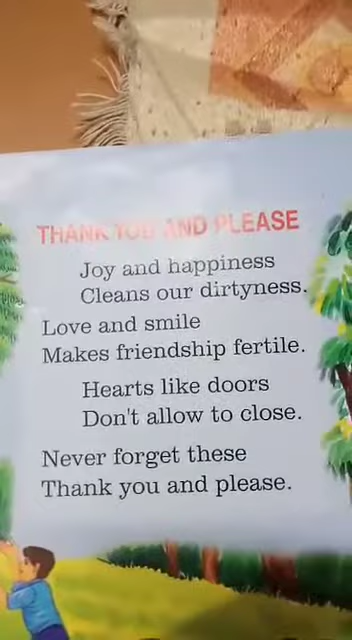 THANK YOU AND PLEASE
Joy and happiness
Cleans our dirtyness.
Love and smile
Makes friendship fertile.
Hearts like doors
Don't allow to close.
Never forget these
Thank you and please.